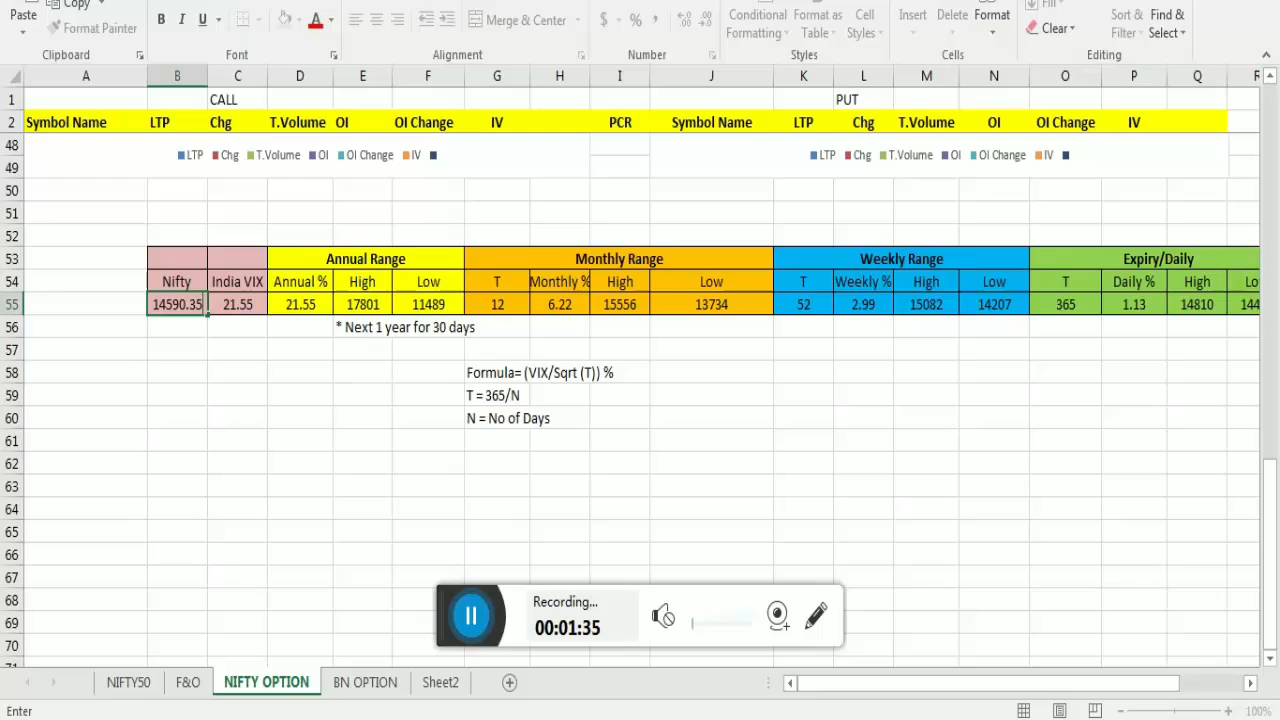 Paste
Copy
Format Painter
Clipboard
B I U A
Font
Merge & Center
Alignment
$ % ,
Number
Conditional Formatting
Format as Table
Cell Styles
Styles
Insert Delete Format
Cells
Fill
Clear
Sort & Filter
Find & Select
Editing
A B C D E F G H I J K L M N O P Q R
1 CALL PUT
2 Symbol Name LTP Chg T.Volume OI OI Change IV PCR Symbol Name LTP Chg T.Volume OI OI Change IV
48
LTP Chg T.Volume OI OI Change IV LTP Chg T.Volume OI OI Change IV
49
50
51
52
53 Annual Range Monthly Range Weekly Range Expiry/Daily
54 Nifty India VIX Annual % High Low T Monthly % High Low T Weekly % High Low T Daily % High
55 14590.35 21.55 21.55 17801 11489 12 6.22 15556 13734 52 2.99 15082 14207 365 1.13 14810
56 * Next 1 year for 30 days
57
58 Formula= (VIX/Sqrt (T)) %
59 T = 365/N
60 N = No of Days
61
62
63
64
65
66
67
68
69
70
Recording...
00:01:35
NIFTY50 F&O NIFTY OPTION BN OPTION Sheet2
Enter 100%